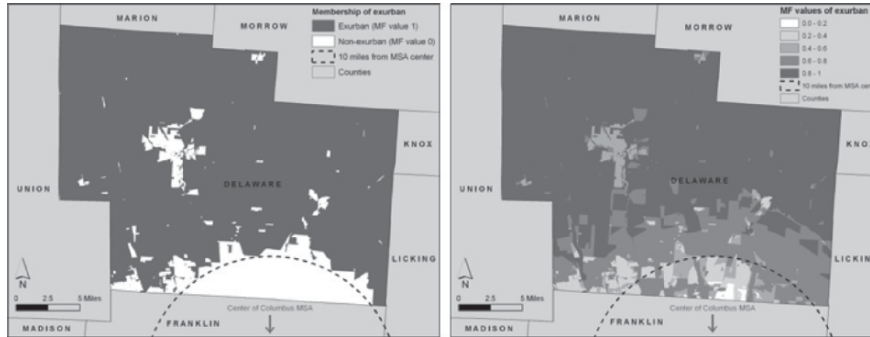 MARION
MORROW
Membership of exurban
Exurban (MF value 1)
Non-exurban (MF value 0)
10 miles from MSA center
Counties
KNOX
UNION
DELAWARE
LICKING
N
0 2.5 5 Miles
Center of Columbus MSA
MADISON
FRANKLIN
MARION
MORROW
MF values of exurban
0.0 - 0.2
0.2 - 0.4
0.4 - 0.6
0.6 - 0.8
0.8 - 1
10 miles from MSA cent
Counties
KNOX
UNION
DELAWARE
LICKING
N
0 2.5 5 Miles
Center of Columbus MSA
MADISON
FRANKLIN